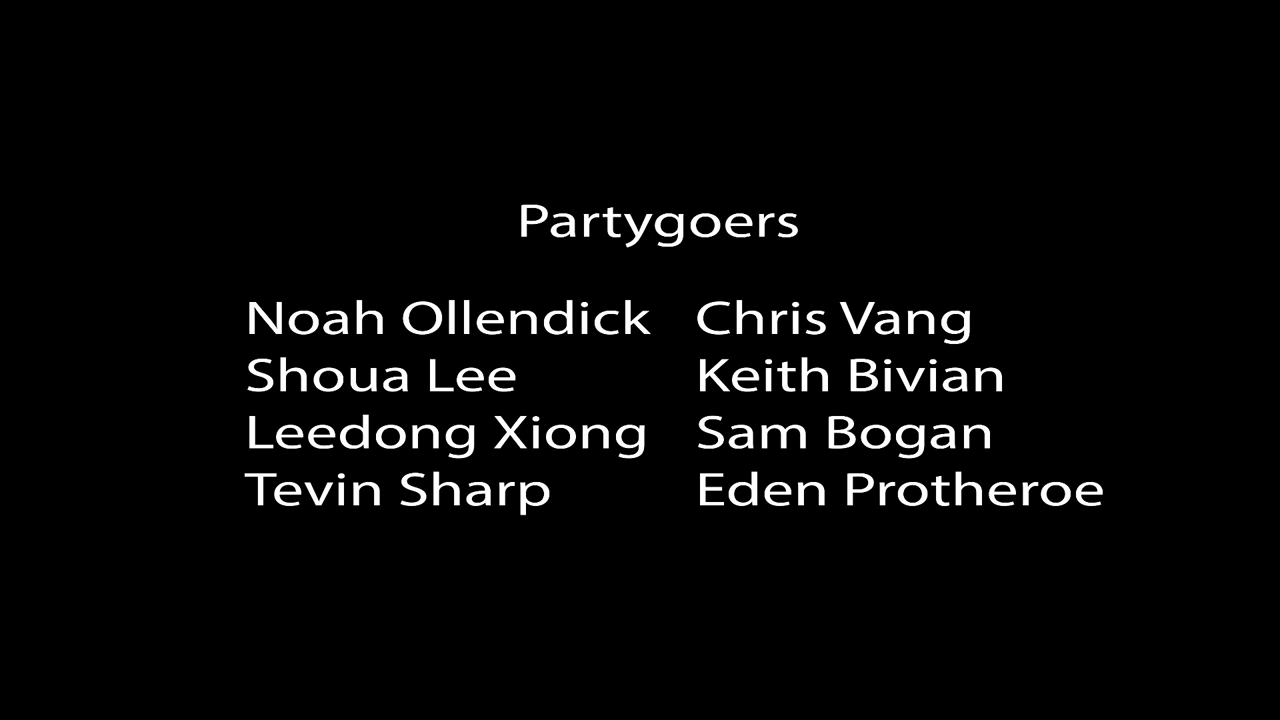 Partygoers
Noah Ollendick Chris Vang
Shoua Lee Keith Bivian
Leedong Xiong Sam Bogan
Tevin Sharp Eden Protheroe